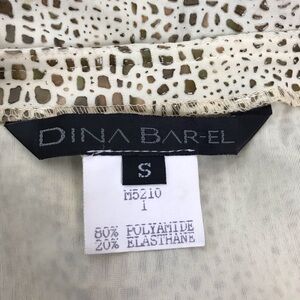 DINA BAR-EL
S
M5210
1
80% POLYAMIDE
20% ELASTHANE